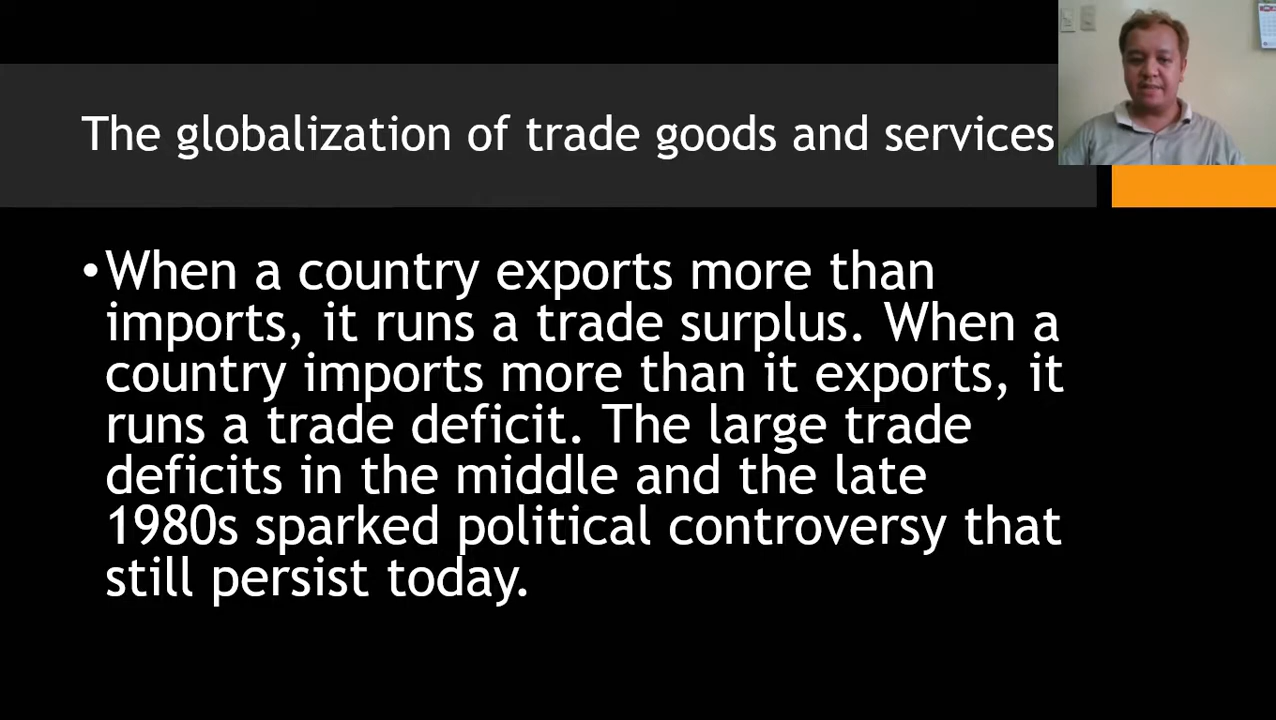 The globalization of trade goods and services
•When a country exports more than
imports, it runs a trade surplus. When a
country imports more than it exports, it
runs a trade deficit. The large trade
deficits in the middle and the late
1980s sparked political controversy that
still persist today.